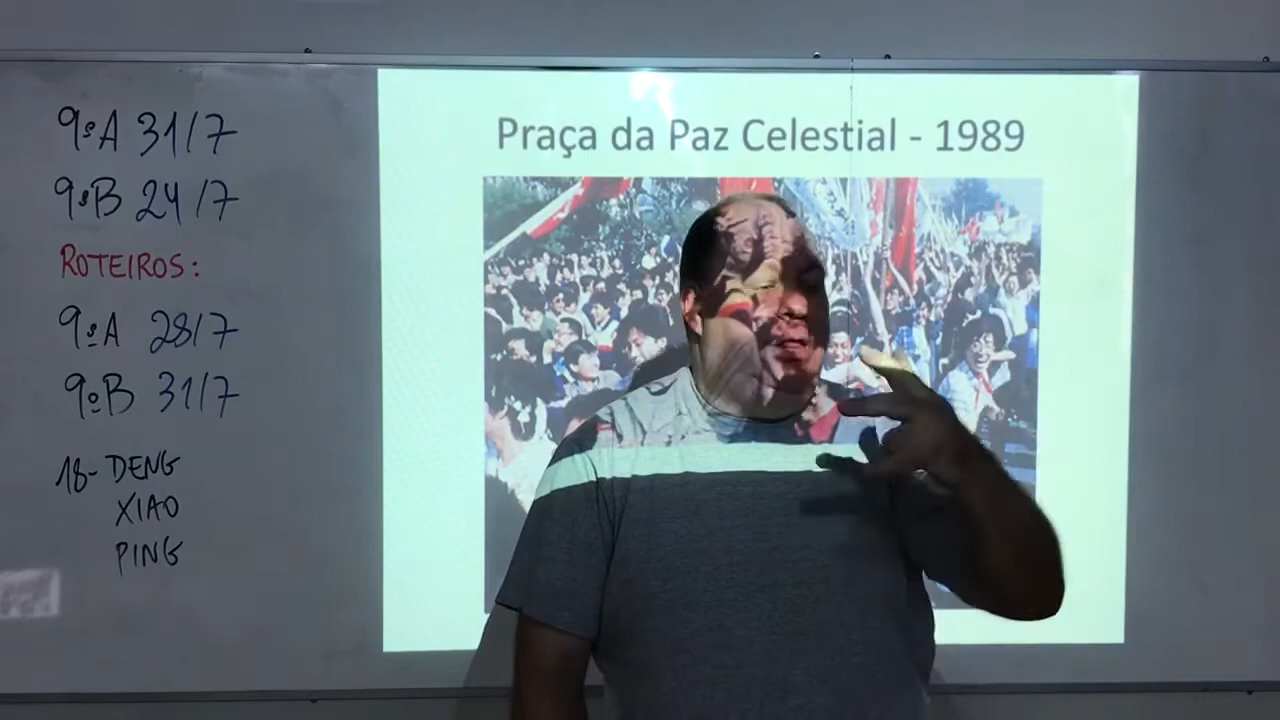 9ºA 31/7
9ºB 24/7
ROTEIROS:
9ºA 28/7
9ºB 31/7
18- DENG
XIAO
PING
Praça da Paz Celestial - 1989